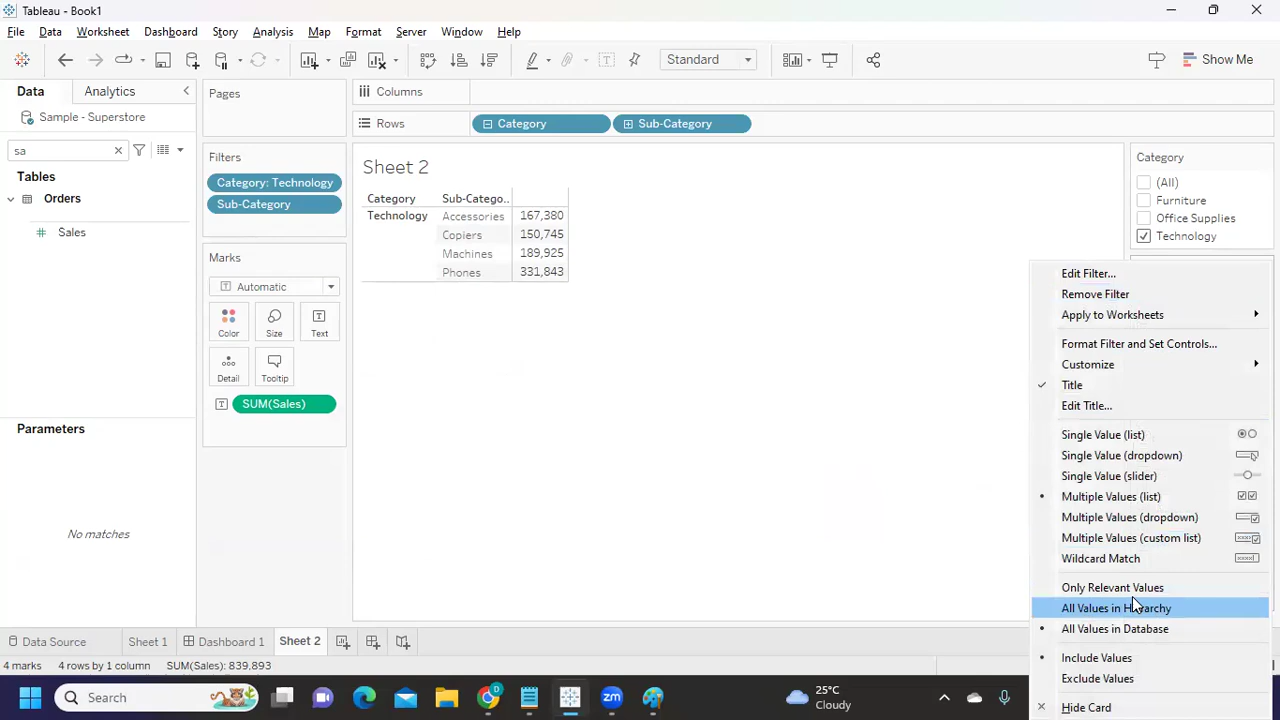 Tableau - Book1
File Data Worksheet Dashboard Story Analysis Map Format Server Window Help
Standard
Show Me
Data Analytics
Sample - Superstore
sa
Tables
Orders
Sales
Parameters
No matches
Pages
Filters
Category: Technology
Sub-Category
Marks
Automatic
Color Size Text
Detail Tooltip
SUM(Sales)
Columns
Rows Category Sub-Category
Sheet 2
Category Sub-Catego..
Technology Accessories 167,380
Copiers 150,745
Machines 189,925
Phones 331,843
Category
(All)
Furniture
Office Supplies
Technology
Edit Filter...
Remove Filter
Apply to Worksheets
Format Filter and Set Controls...
Customize
Title
Edit Title...
Single Value (list)
Single Value (dropdown)
Single Value (slider)
Multiple Values (list)
Multiple Values (dropdown)
Multiple Values (custom list)
Wildcard Match
Only Relevant Values
All Values in Hierarchy
All Values in Database
Include Values
Exclude Values
Hide Card
Data Source Sheet 1 Dashboard 1 Sheet 2
4 marks 4 rows by 1 column SUM(Sales): 839,893
Search
25°C
Cloudy